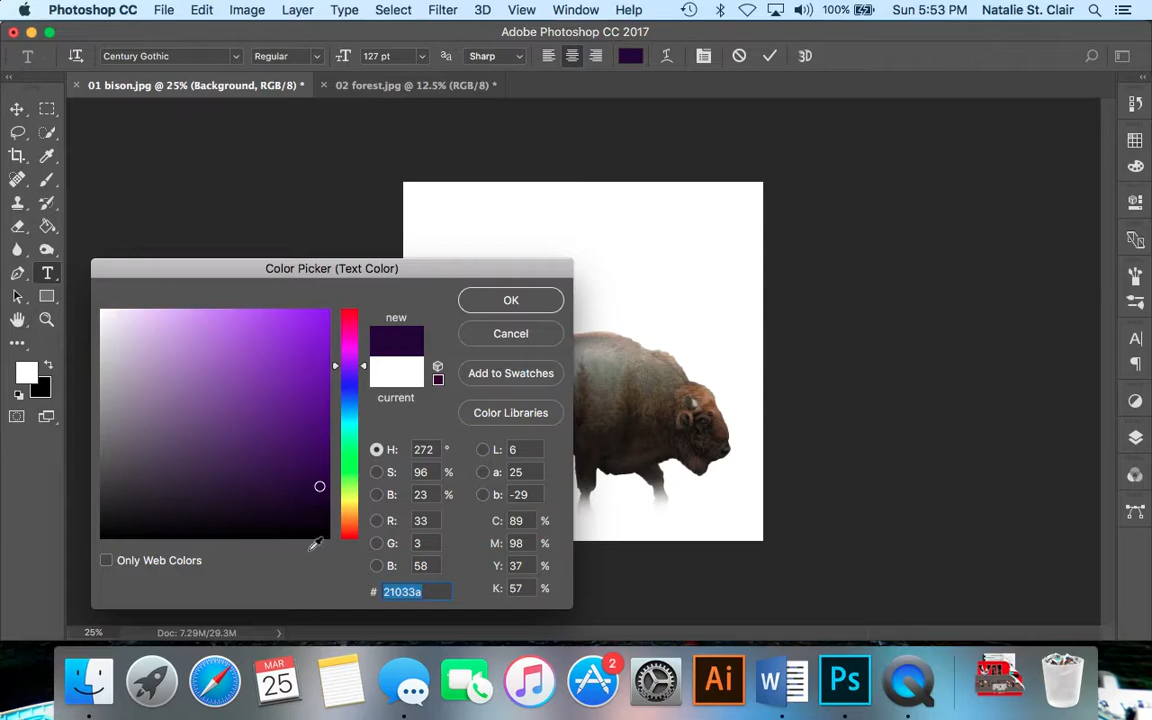 Photoshop CC File Edit Image Layer Type Select Filter 3D View Window Help 100% Sun 5:53 PM Natalie St. Clair
Adobe Photoshop CC 2017
T Century Gothic Regular 127 pt aa Sharp 3D
× 01 bison.jpg @ 25% (Background, RGB/8) * × 02 forest.jpg @ 12.5% (RGB/8) *
Color Picker (Text Color)
new
OK
Cancel
Add to Swatches
current
Color Libraries
H: 272 ° L: 6
S: 96 % a: 25
B: 23 % b: -29
R: 33 C: 89 %
G: 3 M: 98 %
B: 58 Y: 37 %
# 21033a K: 57 %
Only Web Colors
25% Doc: 7.29M/29.3M
MAR
25
2
Ai
W
Ps